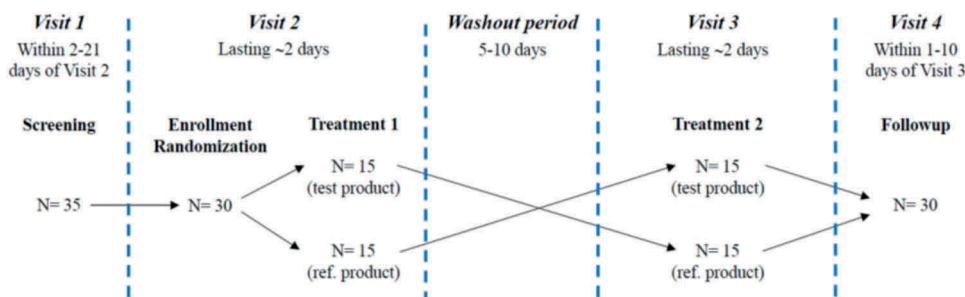 Visit 1
Within 2-21
days of Visit 2
Visit 2
Lasting ~2 days
Washout period
5-10 days
Visit 3
Lasting ~2 days
Visit 4
Within 1-10
days of Visit 3
Screening
Enrollment
Randomization
Treatment 1
Treatment 2
Followup
N= 35
N= 30
N= 15
(test product)
N= 15
(ref. product)
N= 15
(test product)
N= 15
(ref. product)
N= 30